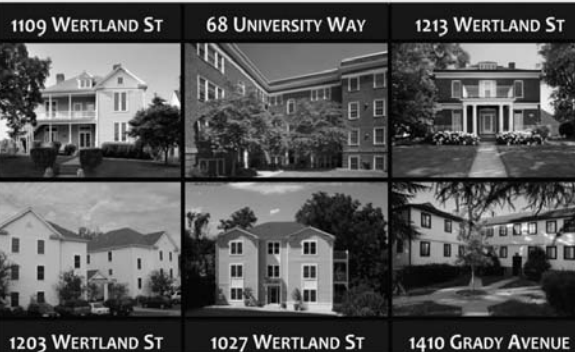 1109 WERTLAND ST
68 UNIVERSITY WAY
1213 WERTLAND ST
1203 WERTLAND ST
1027 WERTLAND ST
1410 GRADY AVENUE